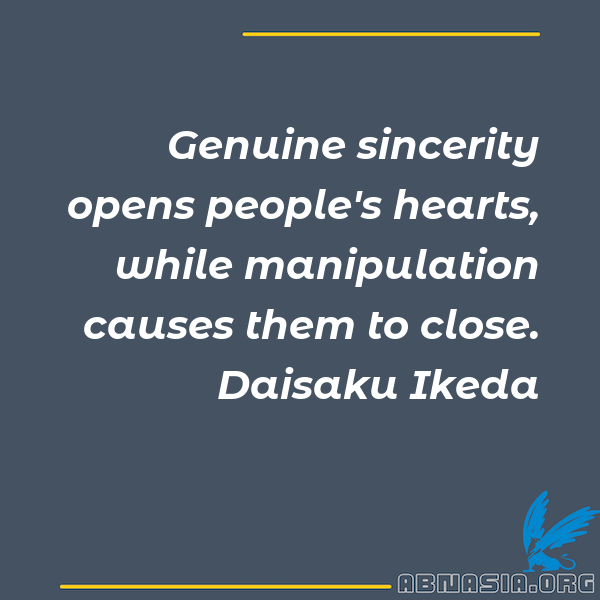 Genuine sincerity
opens people's hearts,
while manipulation
causes them to close.
Daisaku Ikeda
ABNASIA.ORG